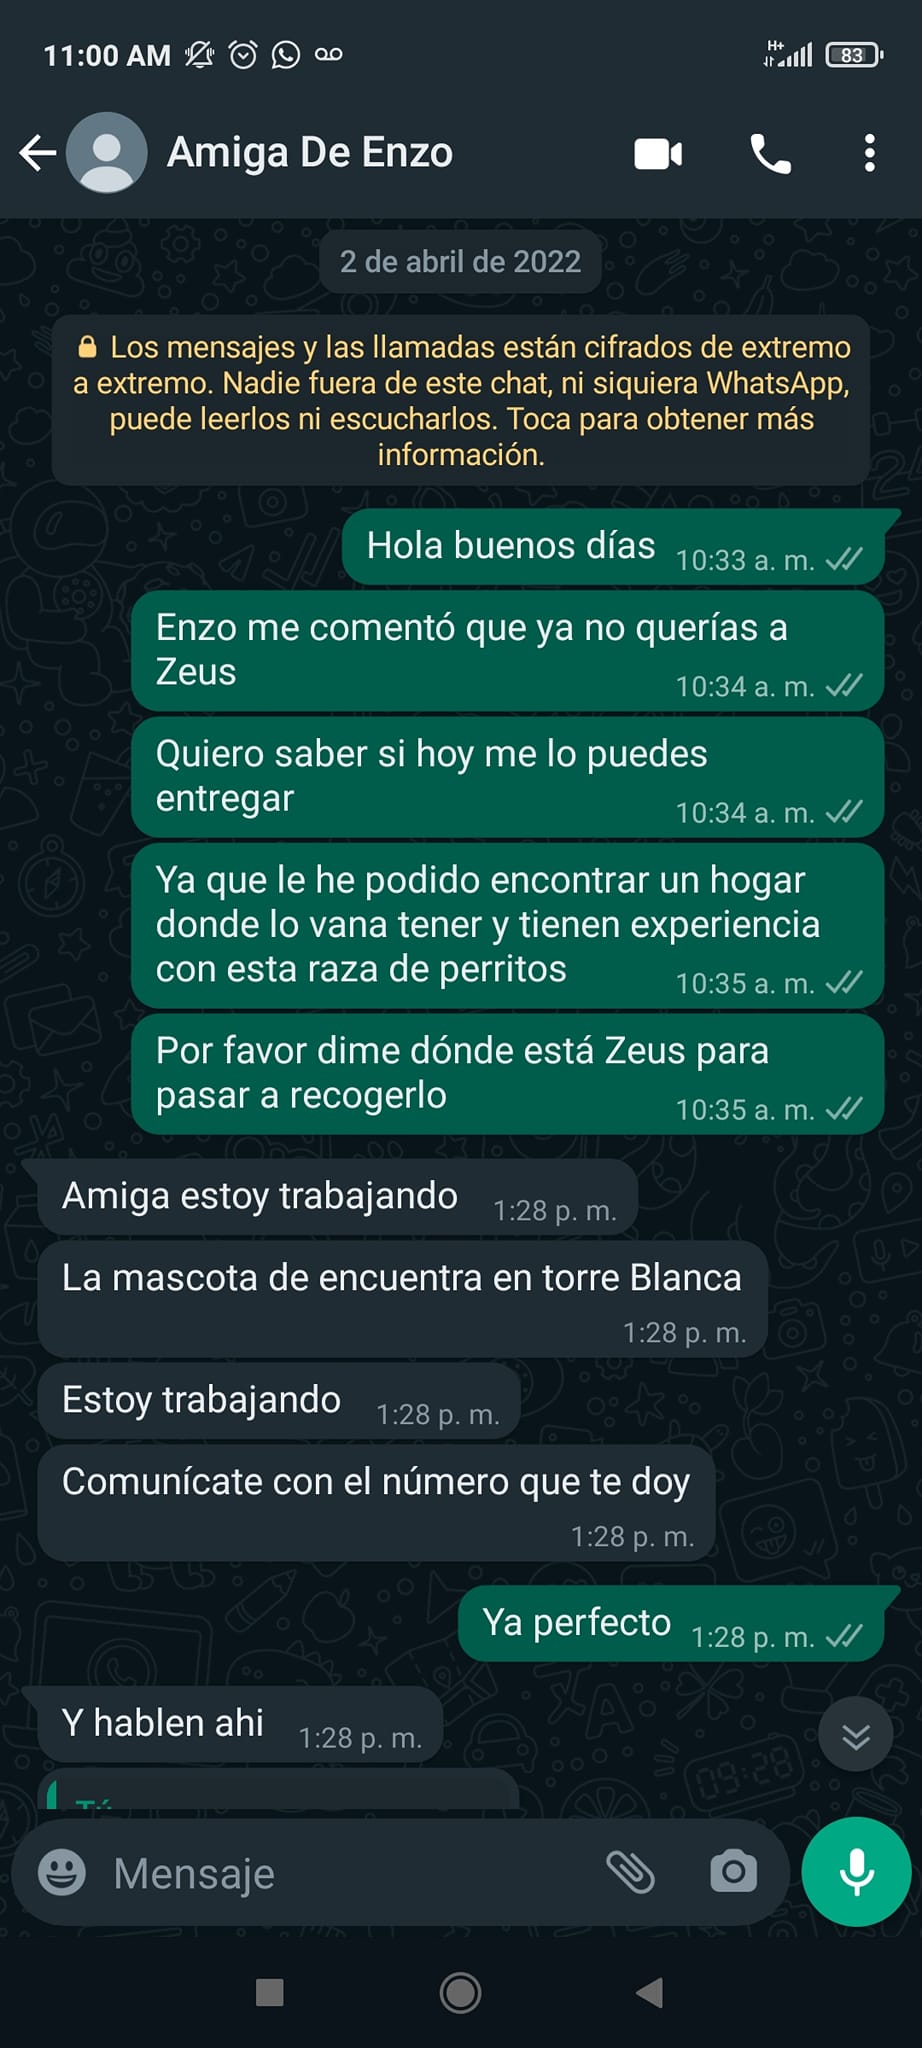 11:00 AM
H+
83
Amiga De Enzo
2 de abril de 2022
Los mensajes y las llamadas están cifrados de extremo
a extremo. Nadie fuera de este chat, ni siquiera WhatsApp,
puede leerlos ni escucharlos. Toca para obtener más
información.
Hola buenos días 10:33 a. m.
Enzo me comentó que ya no querías a
Zeus 10:34 a. m.
Quiero saber si hoy me lo puedes
entregar 10:34 a. m.
Ya que le he podido encontrar un hogar
donde lo vana tener y tienen experiencia
con esta raza de perritos 10:35 a. m.
Por favor dime dónde está Zeus para
pasar a recogerlo 10:35 a. m.
Amiga estoy trabajando 1:28 p. m.
La mascota de encuentra en torre Blanca
1:28 p. m.
Estoy trabajando 1:28 p. m.
Comunícate con el número que te doy
1:28 p. m.
Ya perfecto 1:28 p. m.
Y hablen ahi 1:28 p. m.
Tú
Mensaje